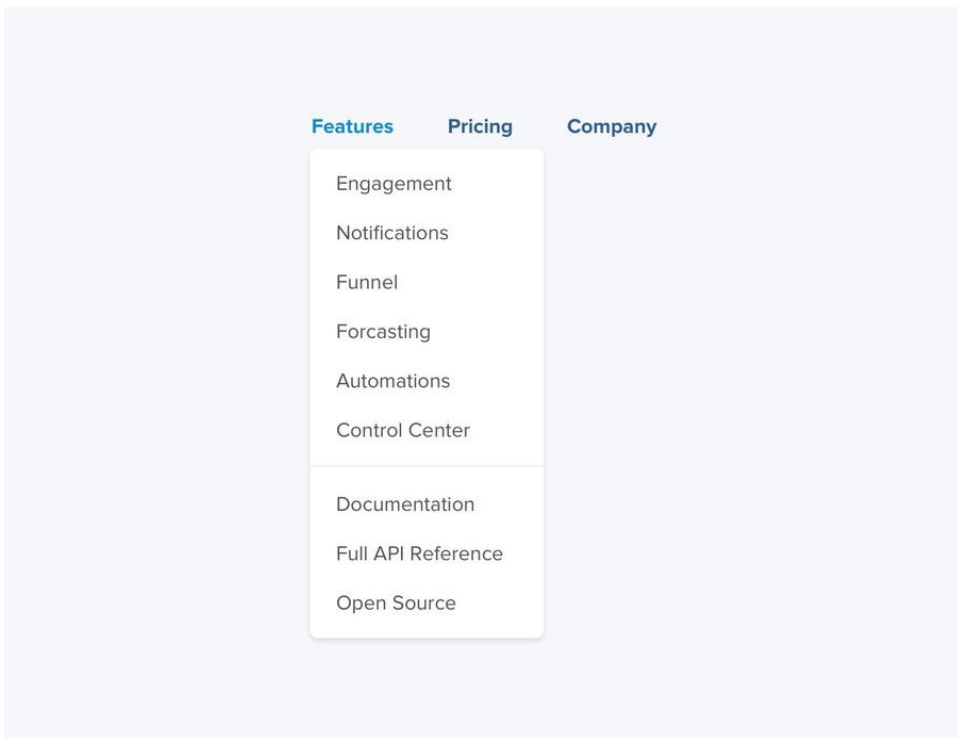 Features Pricing Company
Engagement
Notifications
Funnel
Forcasting
Automations
Control Center
Documentation
Full API Reference
Open Source